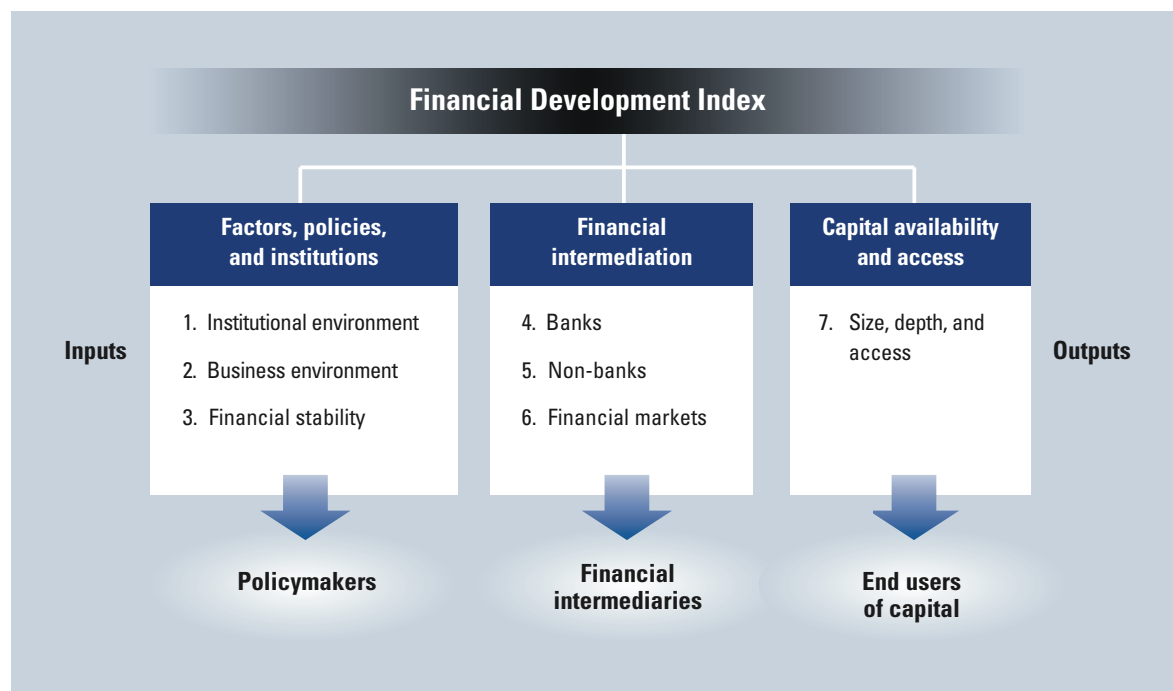 Financial Development Index
Factors, policies,
and institutions
1. Institutional environment
2. Business environment
3. Financial stability
Financial
intermediation
4. Banks
5. Non-banks
6. Financial markets
Capital availability
and access
7. Size, depth, and
access
Inputs
Outputs
Policymakers
Financial
intermediaries
End users
of capital